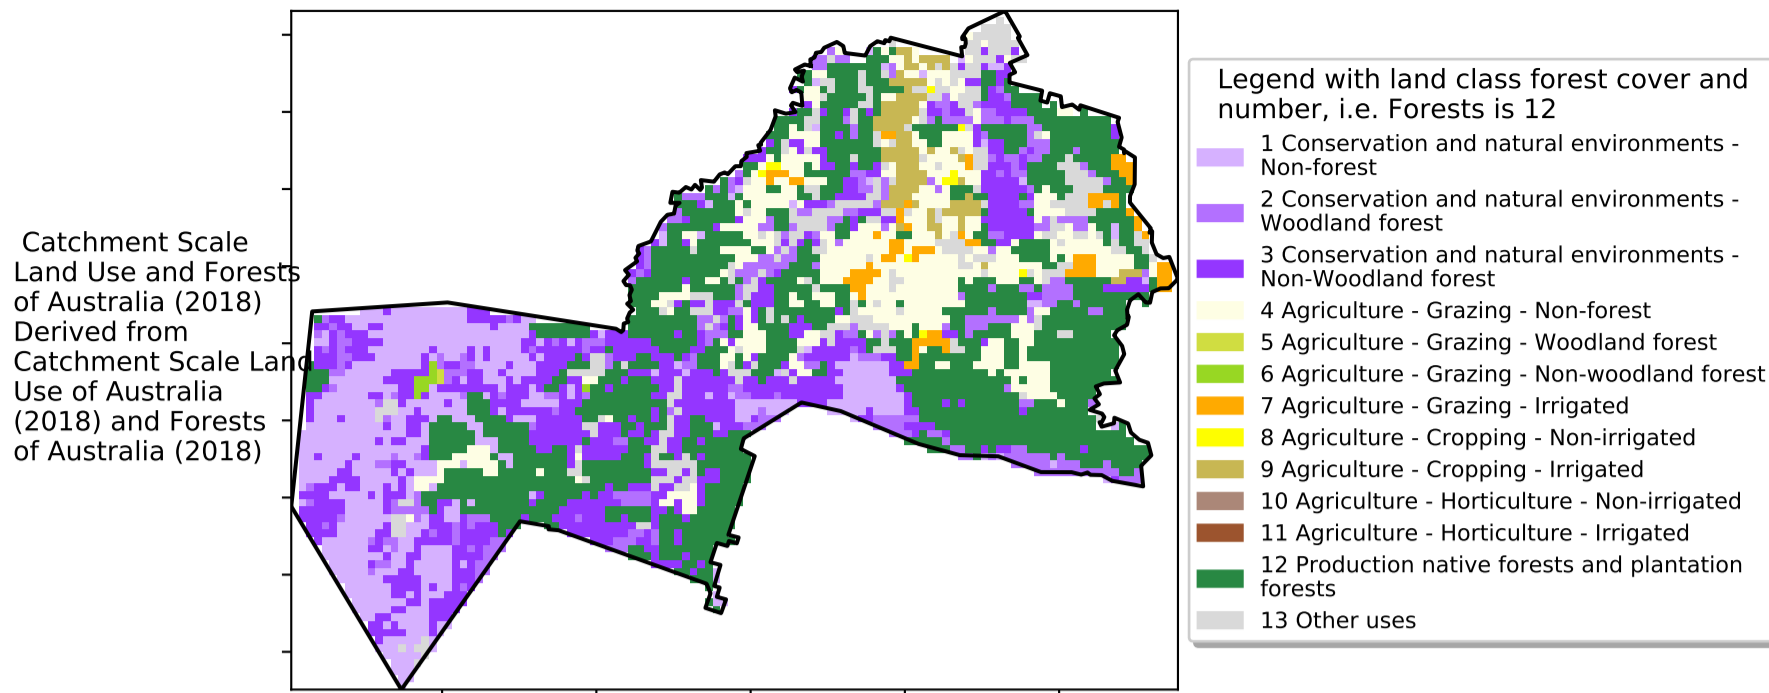 Catchment Scale
Land Use and Forests
of Australia (2018)
Derived from
Catchment Scale Land
Use of Australia
(2018) and Forests
of Australia (2018)
Legend with land class forest cover and
number, i.e. Forests is 12
1 Conservation and natural environments -
Non-forest
2 Conservation and natural environments -
Woodland forest
3 Conservation and natural environments -
Non-Woodland forest
4 Agriculture - Grazing - Non-forest
5 Agriculture - Grazing - Woodland forest
6 Agriculture - Grazing - Non-woodland forest
7 Agriculture - Grazing - Irrigated
8 Agriculture - Cropping - Non-irrigated
9 Agriculture - Cropping - Irrigated
10 Agriculture - Horticulture - Non-irrigated
11 Agriculture - Horticulture - Irrigated
12 Production native forests and plantation
forests
13 Other uses